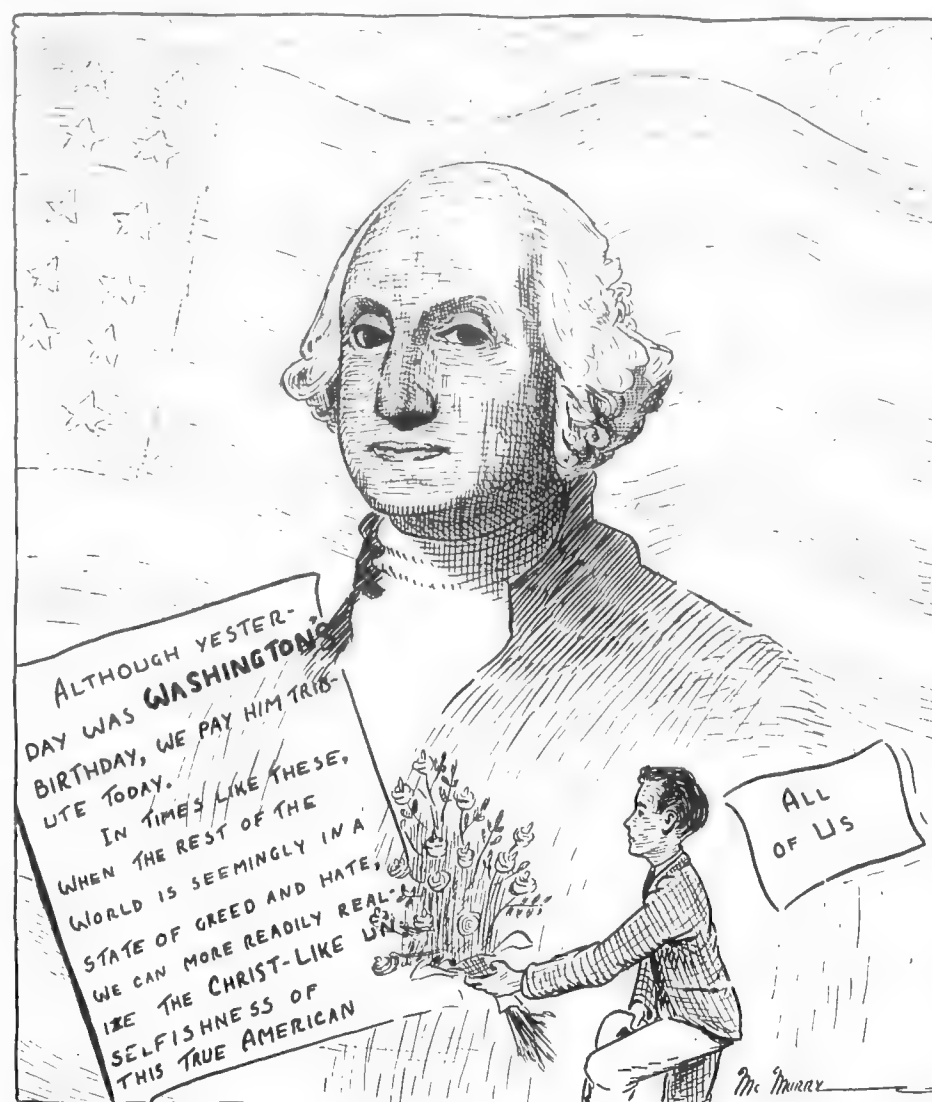 ALTHOUGH YESTER-
DAY WAS WASHINGTON'S
BIRTHDAY, WE PAY HIM TRIB-
UTE TODAY.
IN TIMES LIKE THESE,
WHEN THE REST OF THE
WORLD IS SEEMINGLY IN A
STATE OF GREED AND HATE,
WE CAN MORE READILY REAL-
IZE THE CHRIST-LIKE UN-
SELFISHNESS OF
THIS TRUE AMERICAN
ALL
OF US
MC MURRY